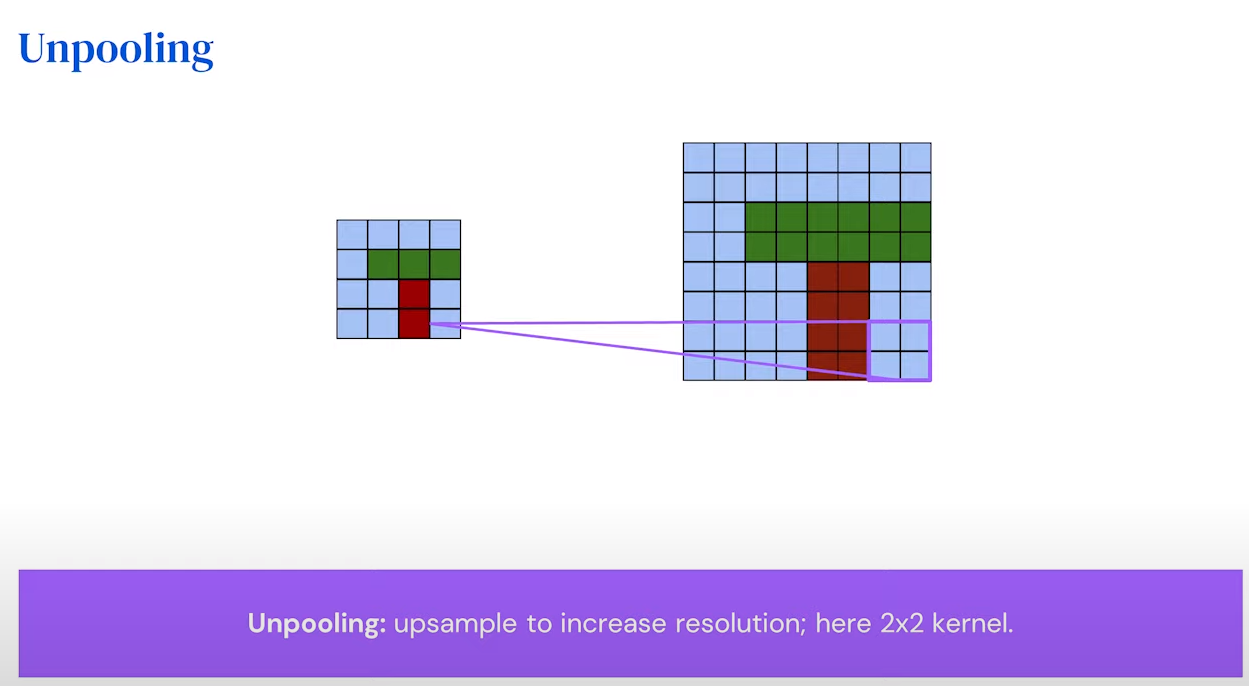 Unpooling
Unpooling: upsample to increase resolution; here 2x2 kernel.